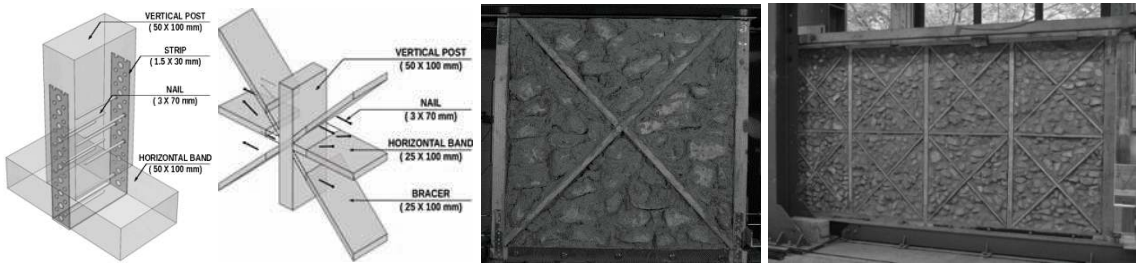 VERTICAL POST
(50 X 100 mm)
STRIP
(1.5 X 30 mm)
NAIL
(3 X 70 mm)
HORIZONTAL BAND
(50 X 100 mm)
VERTICAL POST
(50 X 100 mm)
NAIL
(3 X 70 mm)
HORIZONTAL BAND
(25 X 100 mm)
BRACER
(25 X 100 mm)